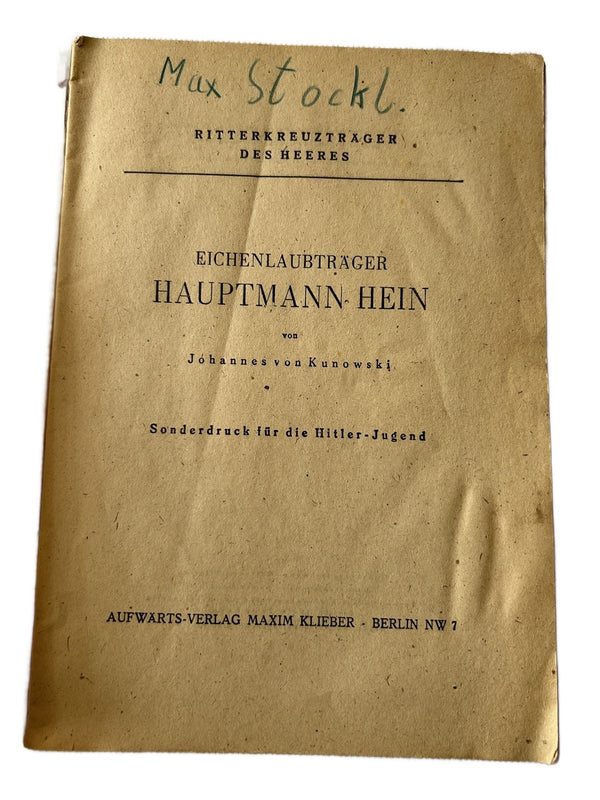 Max Stockl.
RITTERKREUZTRÄGER
DES HEERES
EICHENLAUBTRÄGER
HAUPTMANN HEIN
von
Johannes von Kunowski
Sonderdruck für die Hitler-Jugend
AUFWÄRTS-VERLAG MAXIM KLIEBER - BERLIN NW 7